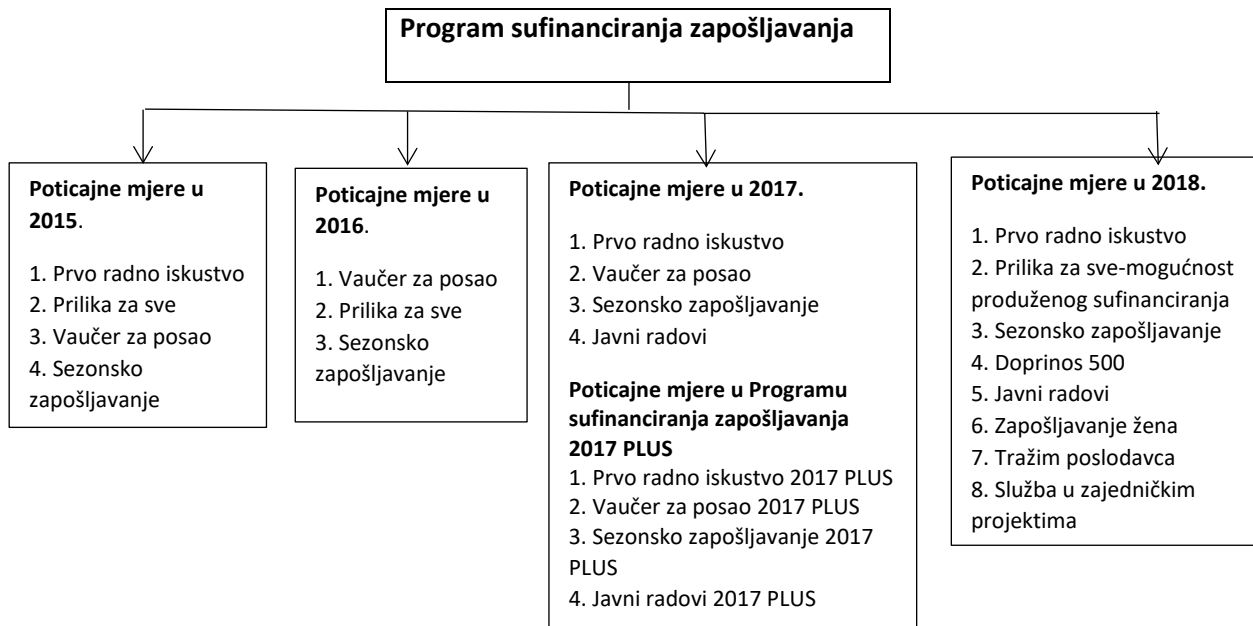 Program sufinanciranja zapošljavanja
Poticajne mjere u
2015.
1. Prvo radno iskustvo
2. Prilika za sve
3. Vaučer za posao
4. Sezonsko
zapošljavanje
Poticajne mjere u
2016.
1. Vaučer za posao
2. Prilika za sve
3. Sezonsko
zapošljavanje
Poticajne mjere u 2017.
1. Prvo radno iskustvo
2. Vaučer za posao
3. Sezonsko zapošljavanje
4. Javni radovi
Poticajne mjere u Programu
sufinanciranja zapošljavanja
2017 PLUS
1. Prvo radno iskustvo 2017 PLUS
2. Vaučer za posao 2017 PLUS
3. Sezonsko zapošljavanje 2017
PLUS
4. Javni radovi 2017 PLUS
Poticajne mjere u 2018.
1. Prvo radno iskustvo
2. Prilika za sve-mogućnost
produženog sufinanciranja
3. Sezonsko zapošljavanje
4. Doprinos 500
5. Javni radovi
6. Zapošljavanje žena
7. Tražim poslodavca
8. Služba u zajedničkim
projektima